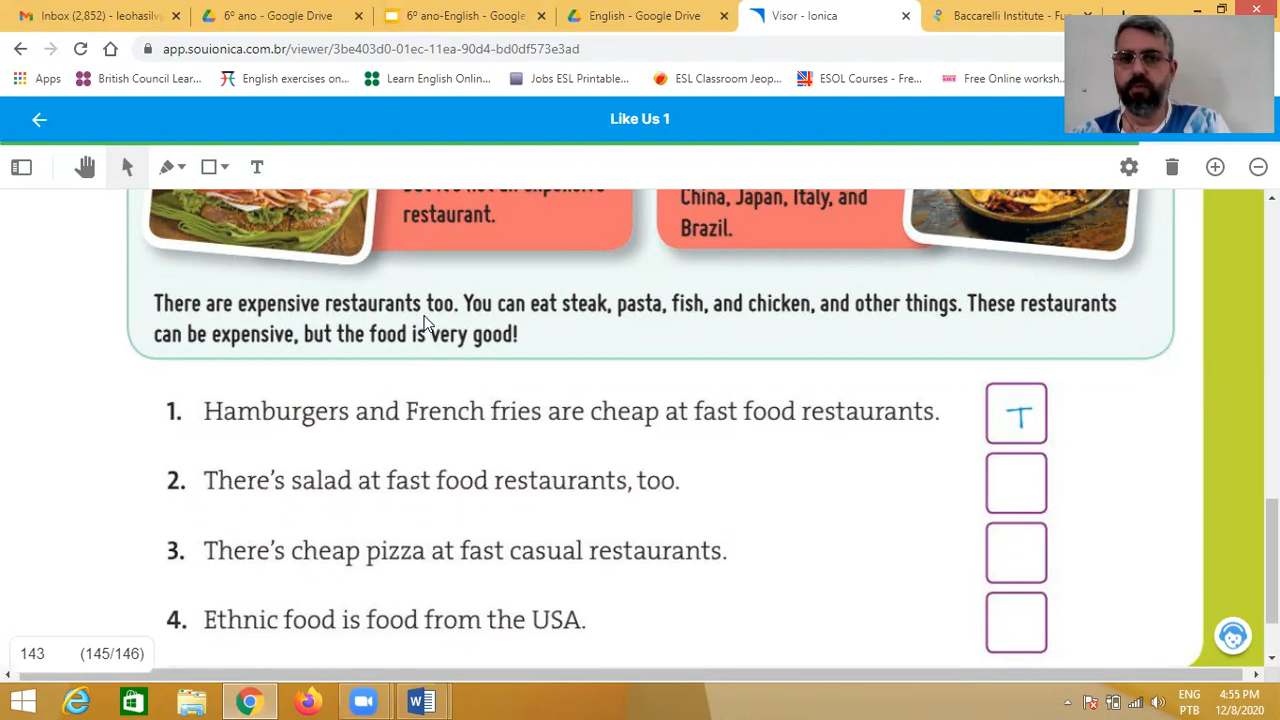 Inbox (2,852) - leohasilv
6º ano - Google Drive
6º ano-English - Google
English - Google Drive
Visor - Ionica
Baccarelli Institute - Fu
app.souionica.com.br/viewer/3be403d0-01ec-11ea-90d4-bd0df573e3ad
Apps
British Council Lear...
English exercises on...
Learn English Onlin...
Jobs ESL Printable...
ESL Classroom Jeop...
ESOL Courses - Fre...
Free Online worksh...
Like Us 1
T
restaurant.
China, Japan, Italy, and
Brazil.
There are expensive restaurants too. You can eat steak, pasta, fish, and chicken, and other things. These restaurants
can be expensive, but the food is very good!
1. Hamburgers and French fries are cheap at fast food restaurants. T
2. There's salad at fast food restaurants, too.
3. There's cheap pizza at fast casual restaurants.
4. Ethnic food is food from the USA.
143 (145/146)
ENG
PTB
4:55 PM
12/8/2020